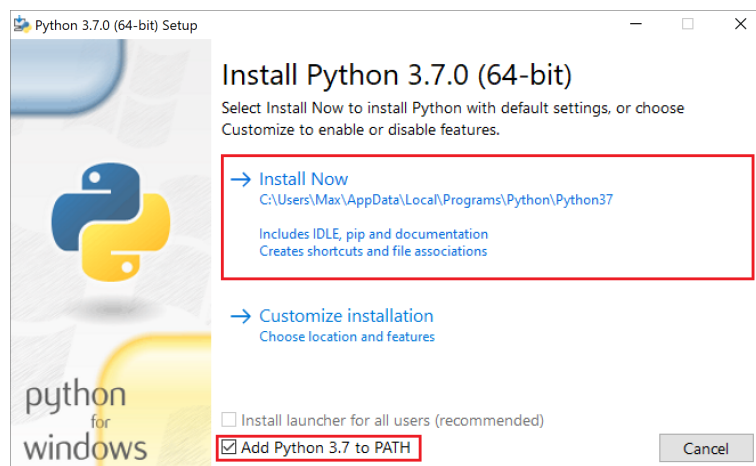 Python 3.7.0 (64-bit) Setup
Install Python 3.7.0 (64-bit)
Select Install Now to install Python with default settings, or choose
Customize to enable or disable features.
Install Now
C:\Users\Max\AppData\Local\Programs\Python\Python37
Includes IDLE, pip and documentation
Creates shortcuts and file associations
Customize installation
Choose location and features
python
for
windows
Install launcher for all users (recommended)
Add Python 3.7 to PATH
Cancel